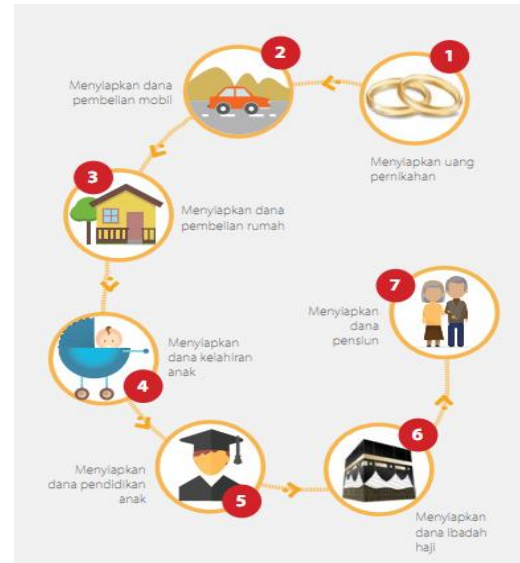 1
Menyiapkan uang
pernikahan
2
Menyiapkan dana
pembelian mobil
3
Menyiapkan dana
pembelian rumah
4
Menyiapkan
dana kelahiran
anak
5
Menyiapkan
dana pendidikan
anak
6
Menyiapkan
dana ibadah
haji
7
Menyiapkan
dana
pensiun